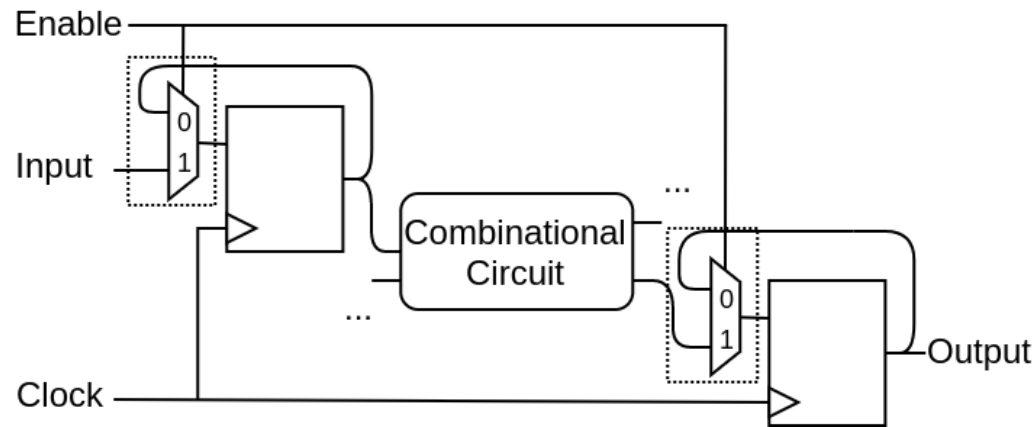 Enable
0
1
Input
...
Combinational
Circuit
...
0
1
Output
Clock